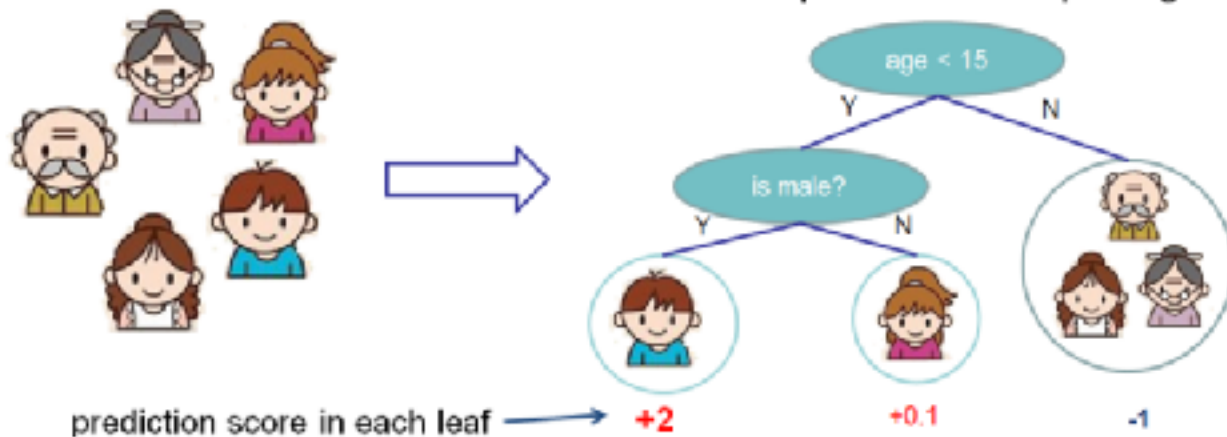 age < 15
Y
N
is male?
Y
N
prediction score in each leaf
+2
+0.1
-1